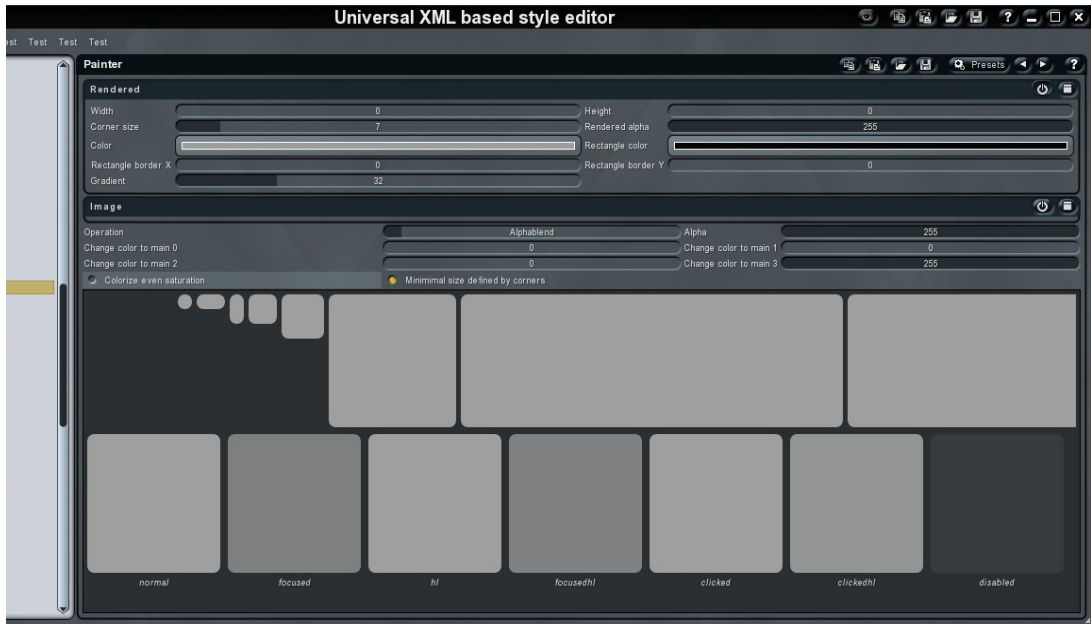 Universal XML based style editor
Test Test Test
Painter
Presets
Rendered
Width 0 Height 0
Corner size 7 Rendered alpha 255
Color Rectangle color
Rectangle border X 0 Rectangle border Y 0
Gradient 32
Image
Operation Alphablend Alpha 255
Change color to main 0 0 Change color to main 1 0
Change color to main 2 0 Change color to main 3 255
Colorize even saturation Minimimal size defined by corners
normal focused hl focusedhl clicked clickedhl disabled